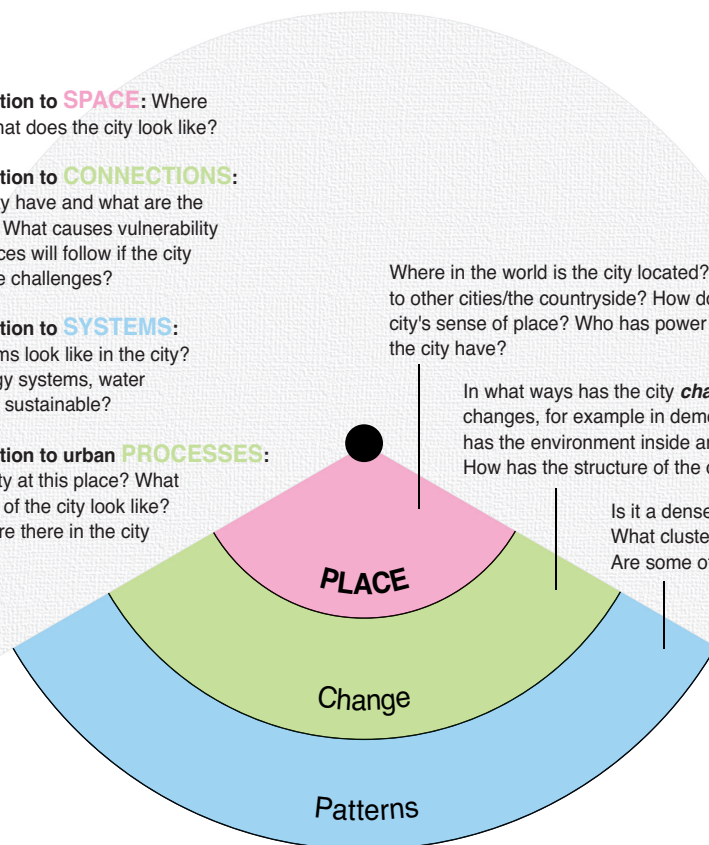 tion to SPACE: Where
hat does the city look like?
tion to CONNECTIONS:
y have and what are the
What causes vulnerability
ces will follow if the city
e challenges?
tion to SYSTEMS:
ms look like in the city?
gy systems, water
sustainable?
tion to urban PROCESSES:
ty at this place? What
of the city look like?
re there in the city
Where in the world is the city located?
to other cities/the countryside? How do
city's sense of place? Who has power
the city have?
In what ways has the city cha
changes, for example in demo
has the environment inside a
How has the structure of the c
Is it a dense
What cluste
Are some o
PLACE
Change
Patterns